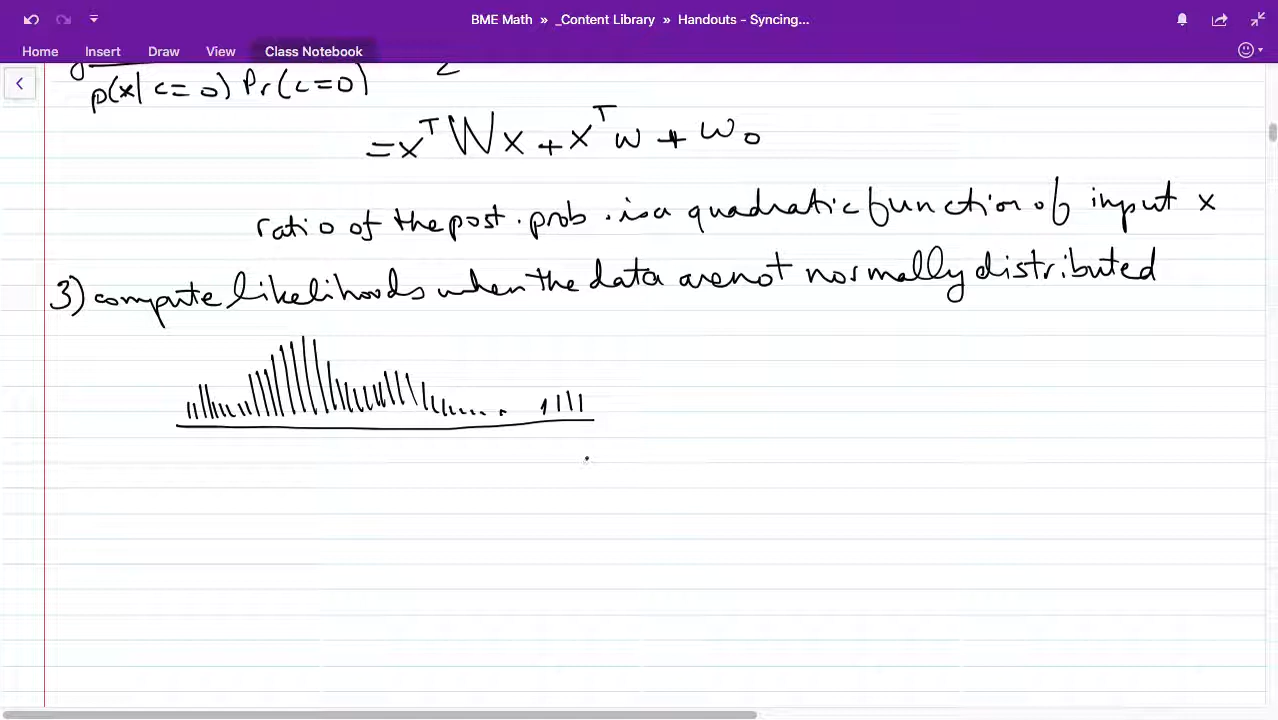 BME Math » _Content Library » Handouts - Syncing...
Home Insert Draw View Class Notebook
p(x| c=0) Pr(c=0)
= x^T W x + x^T w + w_0
ratio of the post. prob. is a quadratic function of input x
3) compute likelihoods when the data are not normally distributed